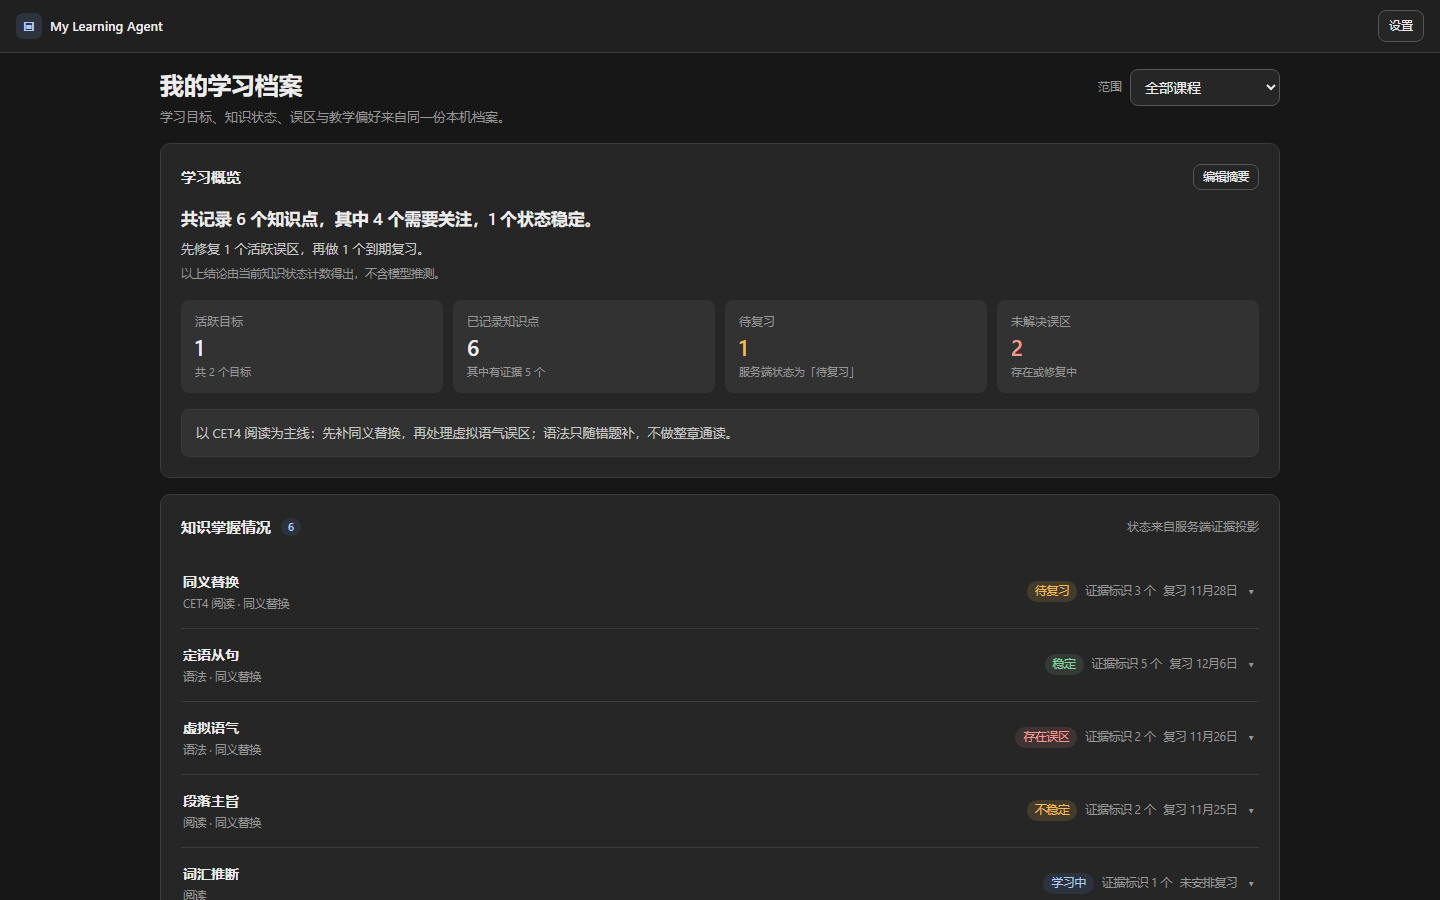 My Learning Agent
设置
我的学习档案
范围
全部课程
学习目标、知识状态、误区与教学偏好来自同一份本机档案。
学习概览
编辑摘要
共记录 6 个知识点，其中 4 个需要关注，1 个状态稳定。
先修复 1 个活跃误区，再做 1 个到期复习。
以上结论由当前知识状态计数得出，不含模型推测。
活跃目标
1
共 2 个目标
已记录知识点
6
其中有证据 5 个
待复习
1
服务端状态为「待复习」
未解决误区
2
存在或修复中
以 CET4 阅读为主线：先补同义替换，再处理虚拟语气误区；语法只随错题补，不做整章通读。
知识掌握情况 6
状态来自服务端证据投影
同义替换
CET4 阅读 · 同义替换
待复习 证据标识 3 个 复习 11月28日
定语从句
语法 · 同义替换
稳定 证据标识 5 个 复习 12月6日
虚拟语气
语法 · 同义替换
存在误区 证据标识 2 个 复习 11月26日
段落主旨
阅读 · 同义替换
不稳定 证据标识 2 个 复习 11月25日
词汇推断
阅读
学习中 证据标识 1 个 未安排复习